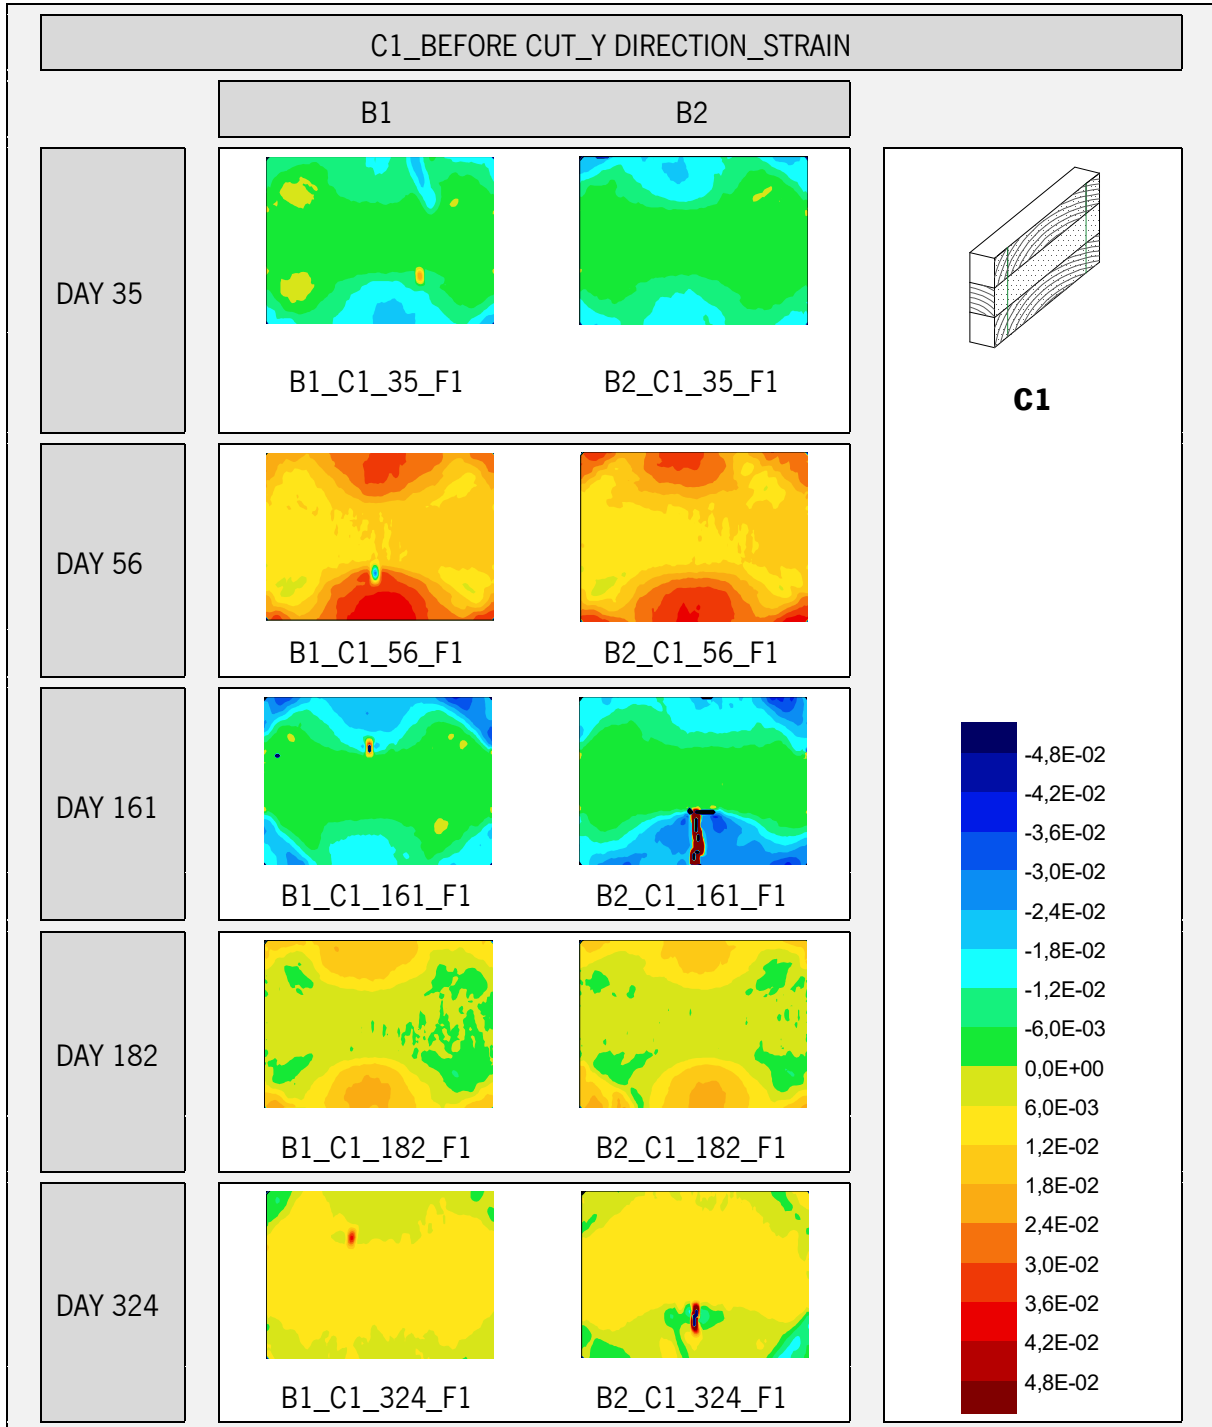 C1_BEFORE CUT_Y DIRECTION_STRAIN
B1
B2
DAY 35
B1_C1_35_F1
B2_C1_35_F1
C1
DAY 56
B1_C1_56_F1
B2_C1_56_F1
DAY 161
B1_C1_161_F1
B2_C1_161_F1
DAY 182
B1_C1_182_F1
B2_C1_182_F1
DAY 324
B1_C1_324_F1
B2_C1_324_F1
-4,8E-02
-4,2E-02
-3,6E-02
-3,0E-02
-2,4E-02
-1,8E-02
-1,2E-02
-6,0E-03
0,0E+00
6,0E-03
1,2E-02
1,8E-02
2,4E-02
3,0E-02
3,6E-02
4,2E-02
4,8E-02